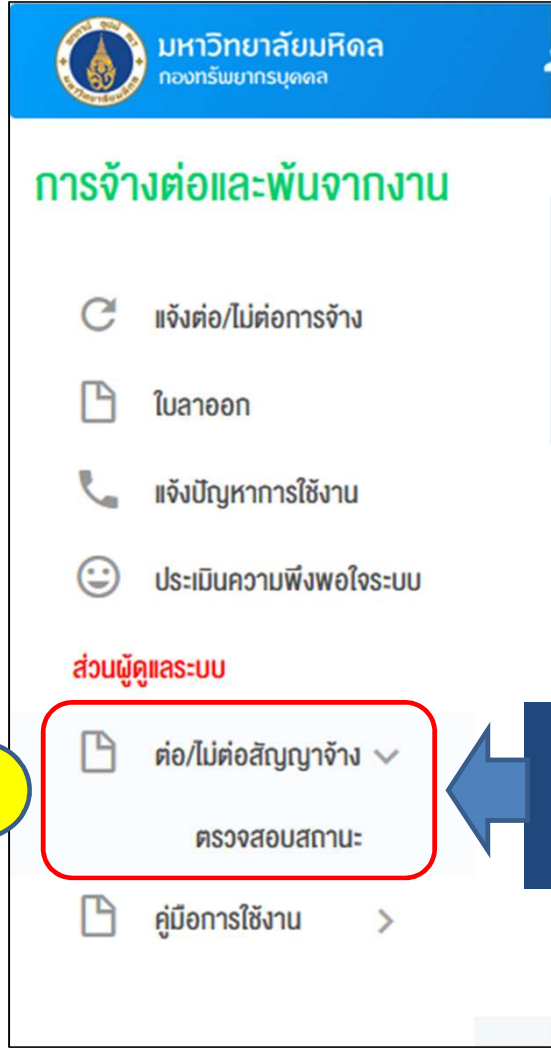 มหาวิทยาลัยมหิดล
กองทรัพยากรบุคคล
การจ้างต่อและพ้นจากงาน
แจ้งต่อ/ไม่ต่อการจ้าง
ใบลาออก
แจ้งปัญหาการใช้งาน
ประเมินความพึงพอใจระบบ
ส่วนผู้ดูแลระบบ
ต่อ/ไม่ต่อสัญญาจ้าง
ตรวจสอบสถานะ
คู่มือการใช้งาน